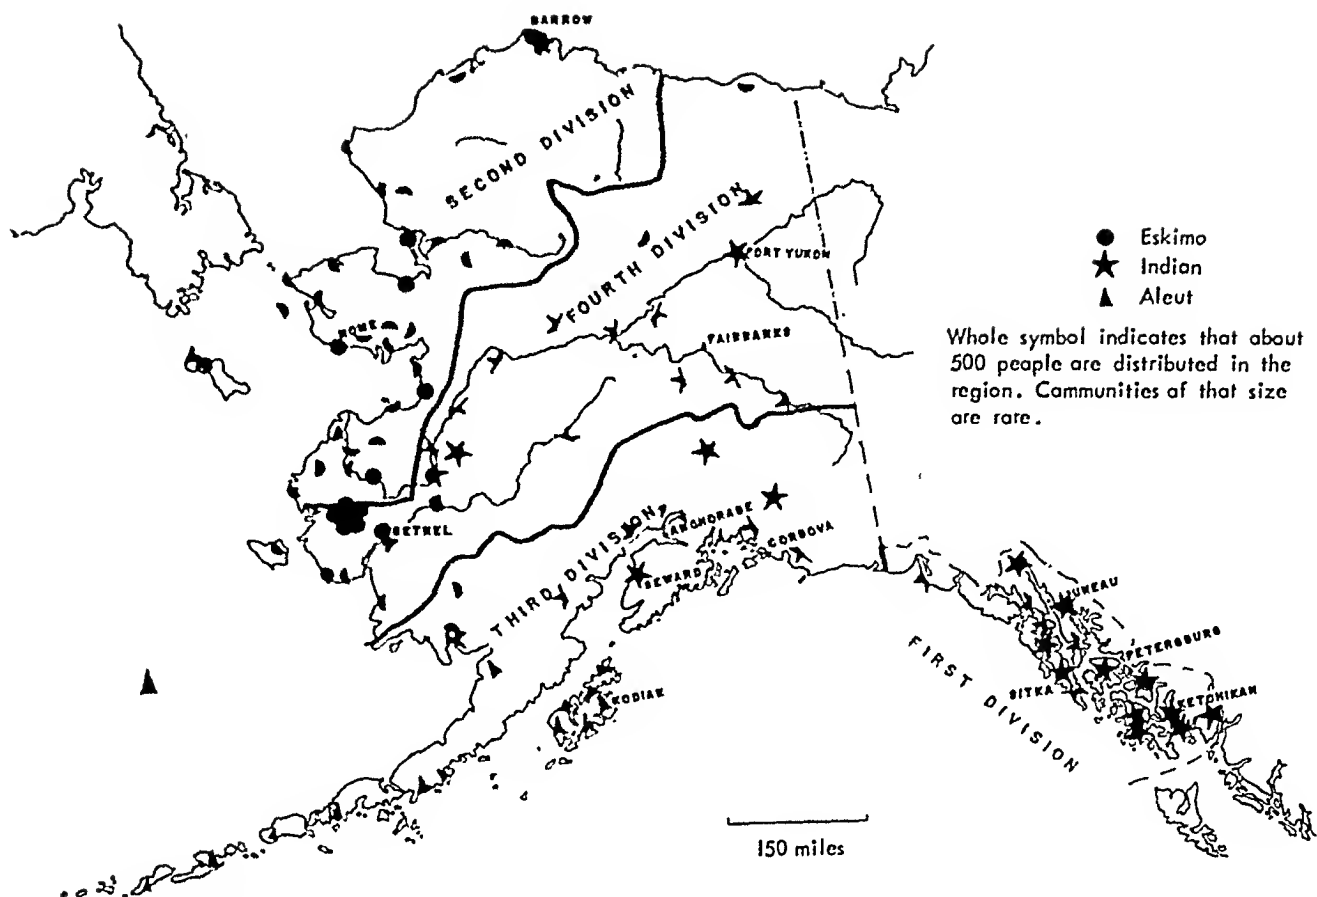 BARROW
SECOND DIVISION
FOURTH DIVISION
FORT YUKON
NOME
FAIRBANKS
BETHEL
THIRD DIVISION
ANCHORAGE
CORDOVA
SEWARD
KODIAK
JUNEAU
PETERSBURG
SITKA
KETCHIKAN
FIRST DIVISION
Eskimo
Indian
Aleut
Whole symbol indicates that about
500 peaple are distributed in the
region. Cammunities of that size
are rare.
150 miles